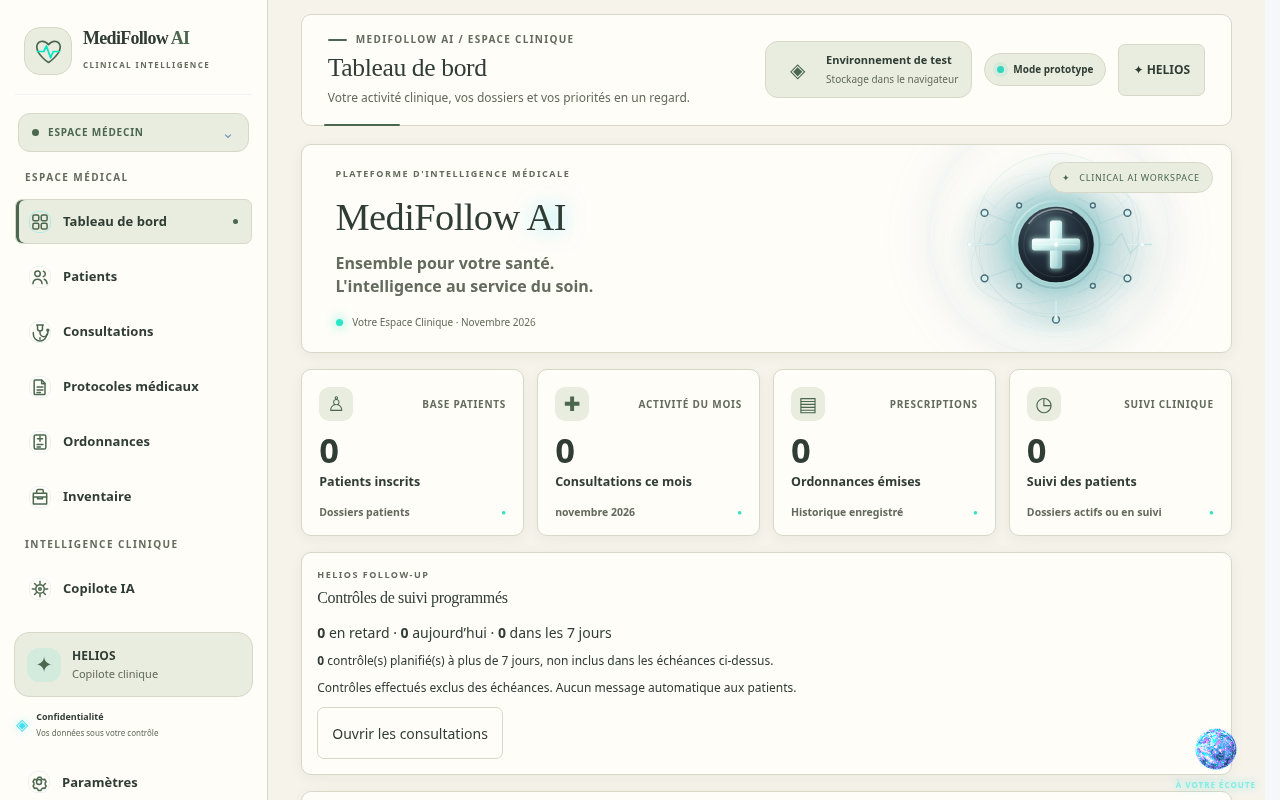 MediFollow AI
CLINICAL INTELLIGENCE
ESPACE MÉDECIN
ESPACE MÉDICAL
Tableau de bord
Patients
Consultations
Protocoles médicaux
Ordonnances
Inventaire
INTELLIGENCE CLINIQUE
Copilote IA
HELIOS
Copilote clinique
Confidentialité
Vos données sous votre contrôle
Paramètres
MEDIFOLLOW AI / ESPACE CLINIQUE
Tableau de bord
Votre activité clinique, vos dossiers et vos priorités en un regard.
Environnement de test
Stockage dans le navigateur
Mode prototype
✦ HELIOS
PLATEFORME D'INTELLIGENCE MÉDICALE
MediFollow AI
Ensemble pour votre santé.
L'intelligence au service du soin.
Votre Espace Clinique · Novembre 2026
✦ CLINICAL AI WORKSPACE
BASE PATIENTS
0
Patients inscrits
Dossiers patients
ACTIVITÉ DU MOIS
0
Consultations ce mois
novembre 2026
PRESCRIPTIONS
0
Ordonnances émises
Historique enregistré
SUIVI CLINIQUE
0
Suivi des patients
Dossiers actifs ou en suivi
HELIOS FOLLOW-UP
Contrôles de suivi programmés
0 en retard · 0 aujourd’hui · 0 dans les 7 jours
0 contrôle(s) planifié(s) à plus de 7 jours, non inclus dans les échéances ci-dessus.
Contrôles effectués exclus des échéances. Aucun message automatique aux patients.
Ouvrir les consultations
À VOTRE ÉCOUTE